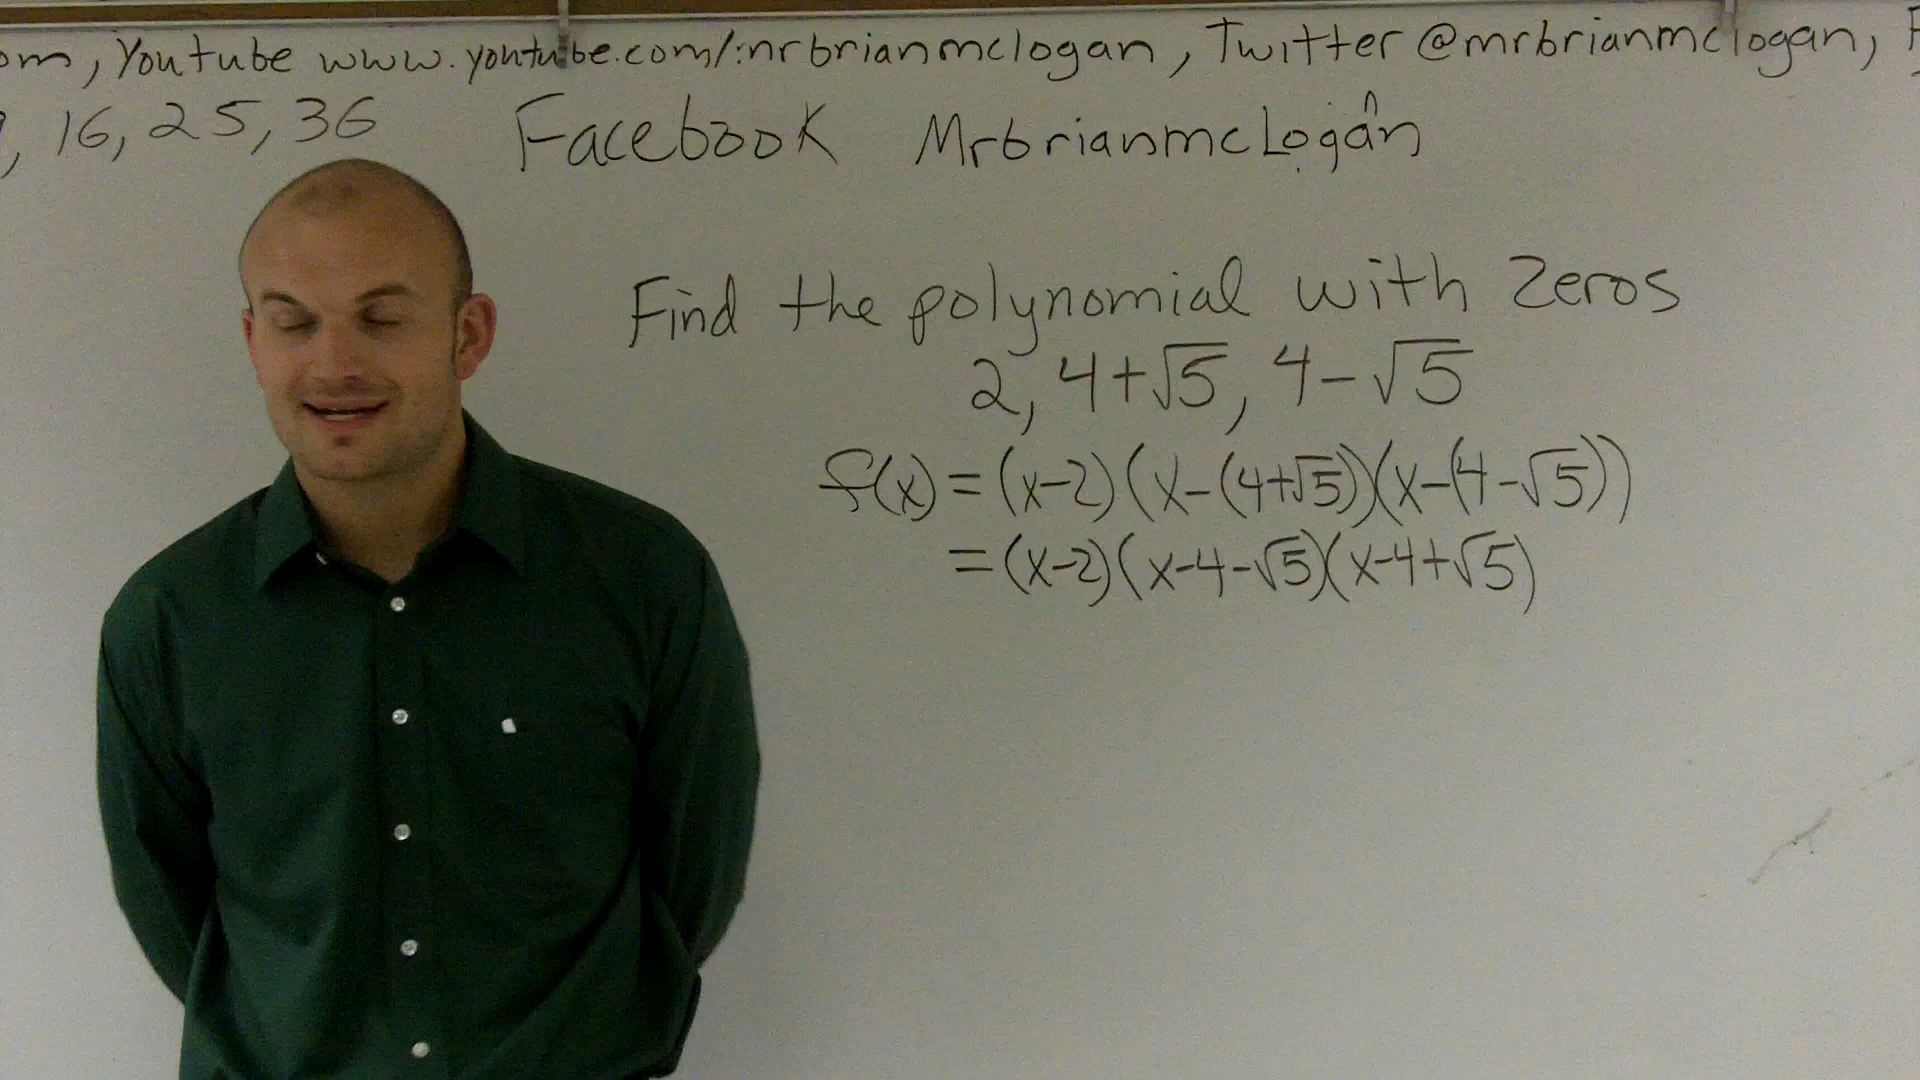 om, Youtube www.youtube.com/mrbrianmclogan, Twitter @mrbrianmclogan,
, 16, 25, 36 Facebook MrbrianmcLogan
Find the polynomial with zeros
2, 4+√5, 4-√5
f(x) = (x-2)(x-(4+√5))(x-(4-√5))
= (x-2)(x-4-√5)(x-4+√5)